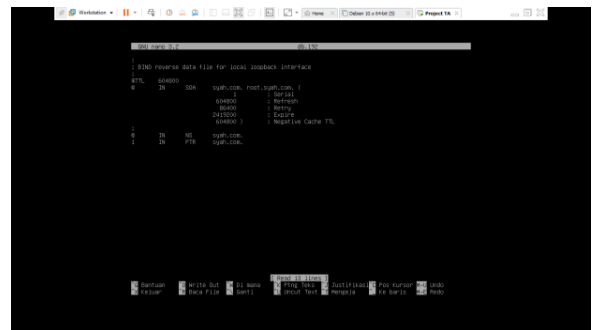 Workstation
Home
Debian 10 x 64-bit (5)
Project TA
GNU nano 3.2 db.192
;
; BIND reverse data file for local loopback interface
;
$TTL 604800
@ IN SOA syah.com. root.syah.com. (
1 ; Serial
604800 ; Refresh
86400 ; Retry
2419200 ; Expire
604800 ) ; Negative Cache TTL
;
@ IN NS syah.com.
1 IN PTR syah.com.
[ Read 13 lines ]
Bantuan Write Out Di mana Ptng Teks Justifikasi Pos Kursor Undo
Keluar Baca File Ganti Uncut Text Mengeja Ke baris Redo